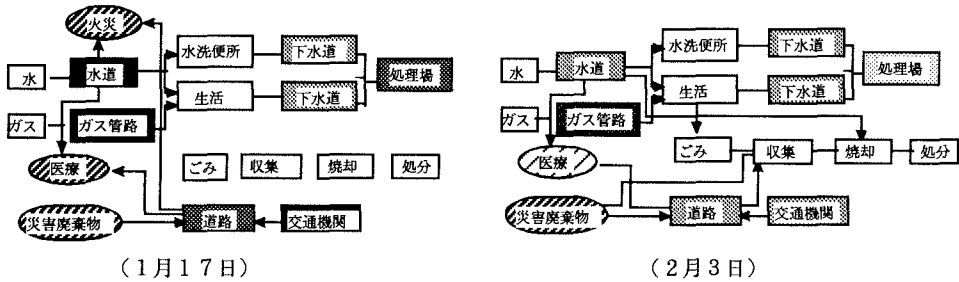 火災
水洗便所
下水道
水
水道
処理場
生活
下水道
ガス
ガス管路
医療
ごみ
収集
焼却
処分
災害廃棄物
道路
交通機関
(1月17日)
水洗便所
下水道
水
水道
処理場
生活
下水道
ガス
ガス管路
医療
ごみ
収集
焼却
処分
災害廃棄物
道路
交通機関
(2月3日)